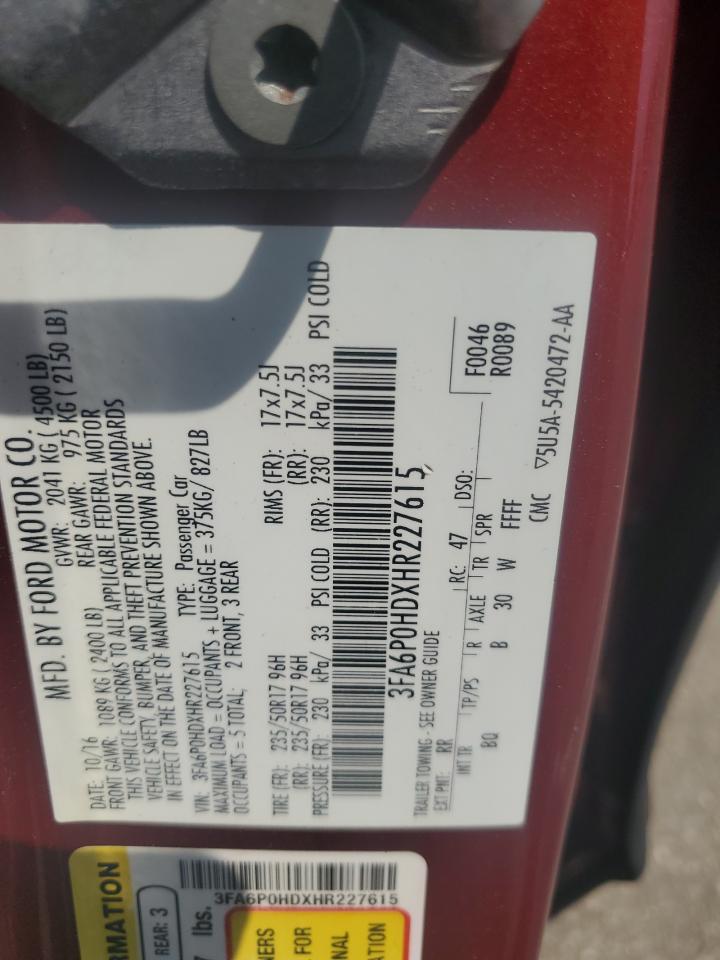 MFD. BY FORD MOTOR CO.
DATE: 10/16 GVWR: 2041 KG ( 4500 LB)
FRONT GAWR: 1089 KG ( 2400 LB) REAR GAWR: 975 KG ( 2150 LB)
THIS VEHICLE CONFORMS TO ALL APPLICABLE FEDERAL MOTOR
VEHICLE SAFETY, BUMPER, AND THEFT PREVENTION STANDARDS
IN EFFECT ON THE DATE OF MANUFACTURE SHOWN ABOVE.
VIN: 3FA6P0HDXHR227615 TYPE: Passenger Car
MAXIMUM LOAD = OCCUPANTS + LUGGAGE = 375KG/ 827LB
OCCUPANTS = 5 TOTAL; 2 FRONT, 3 REAR
TIRE (FR): 235/50R17 96H RIMS (FR): 17x7.5J
(RR): 235/50R17 96H (RR): 17x7.5J
PRESSURE (FR): 230 kPa/ 33 PSI COLD (RR): 230 kPa/ 33 PSI COLD
3FA6P0HDXHR227615
TRAILER TOWING - SEE OWNER GUIDE
EXT PNT: RR RC: 47 DSO: F0046
R0089
INT TR TP/PS R AXLE TR SPR
BQ B 30 W FFFF
CMC ▽5U5A-5420472-AA
RMATION
REAR: 3
7 lbs.
3FA6P0HDXHR227615
NERS
FOR
NAL
ATION